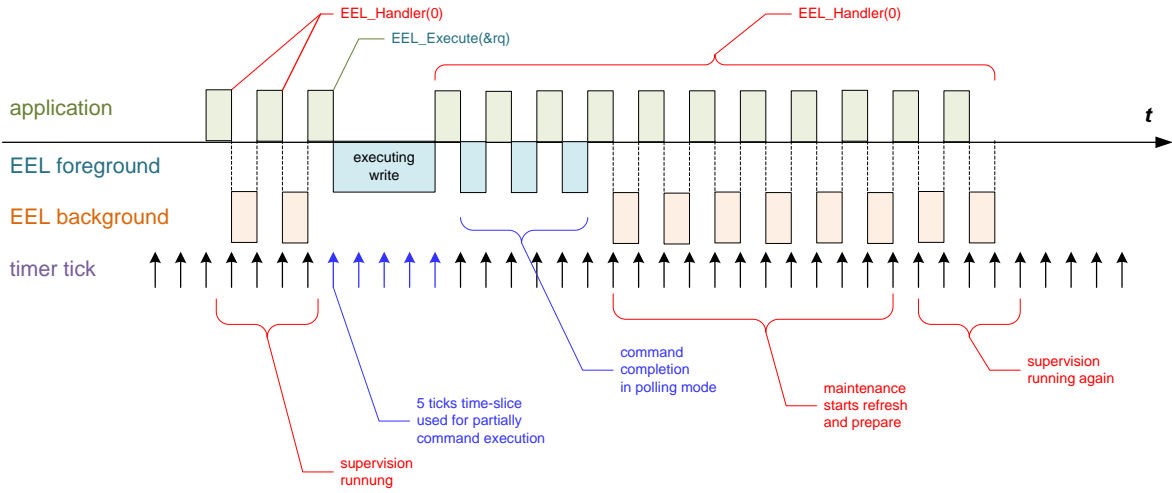 EEL_Handler(0)
EEL_Handler(0)
EEL_Execute(&rq)
application
t
EEL foreground
executing
write
EEL background
timer tick
command
completion
in polling mode
supervision
running again
maintenance
starts refresh
and prepare
5 ticks time-slice
used for partially
command execution
supervision
runnung